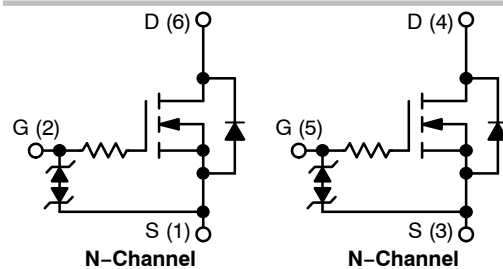 D (6)
D (4)
G (2)
G (5)
S (1)
S (3)
N−Channel
N−Channel